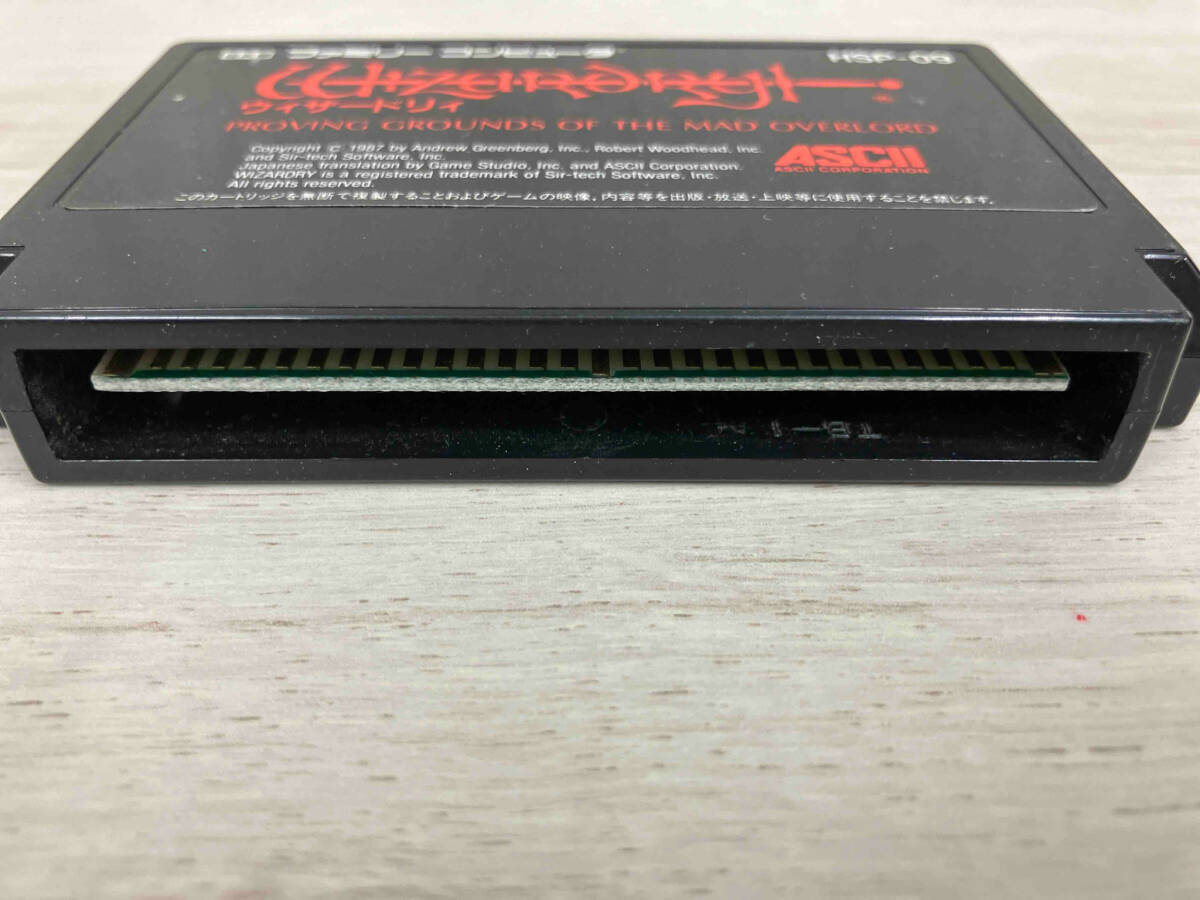 ファミリーコンピュータ HSP-09
Wizardry
ウィザードリィ
PROVING GROUNDS OF THE MAD OVERLORD
Copyright © 1987 by Andrew Greenberg, Inc., Robert Woodhead, Inc.
and Sir-tech Software, Inc.
Japanese translation by Game Studio, Inc. and ASCII Corporation.
WIZARDRY is a registered trademark of Sir-tech Software, Inc.
All rights reserved.
ASCII
ASCII CORPORATION
このカートリッジを無断で複製することおよびゲームの映像、内容等を出版・放送・上映等に使用することを禁じます。